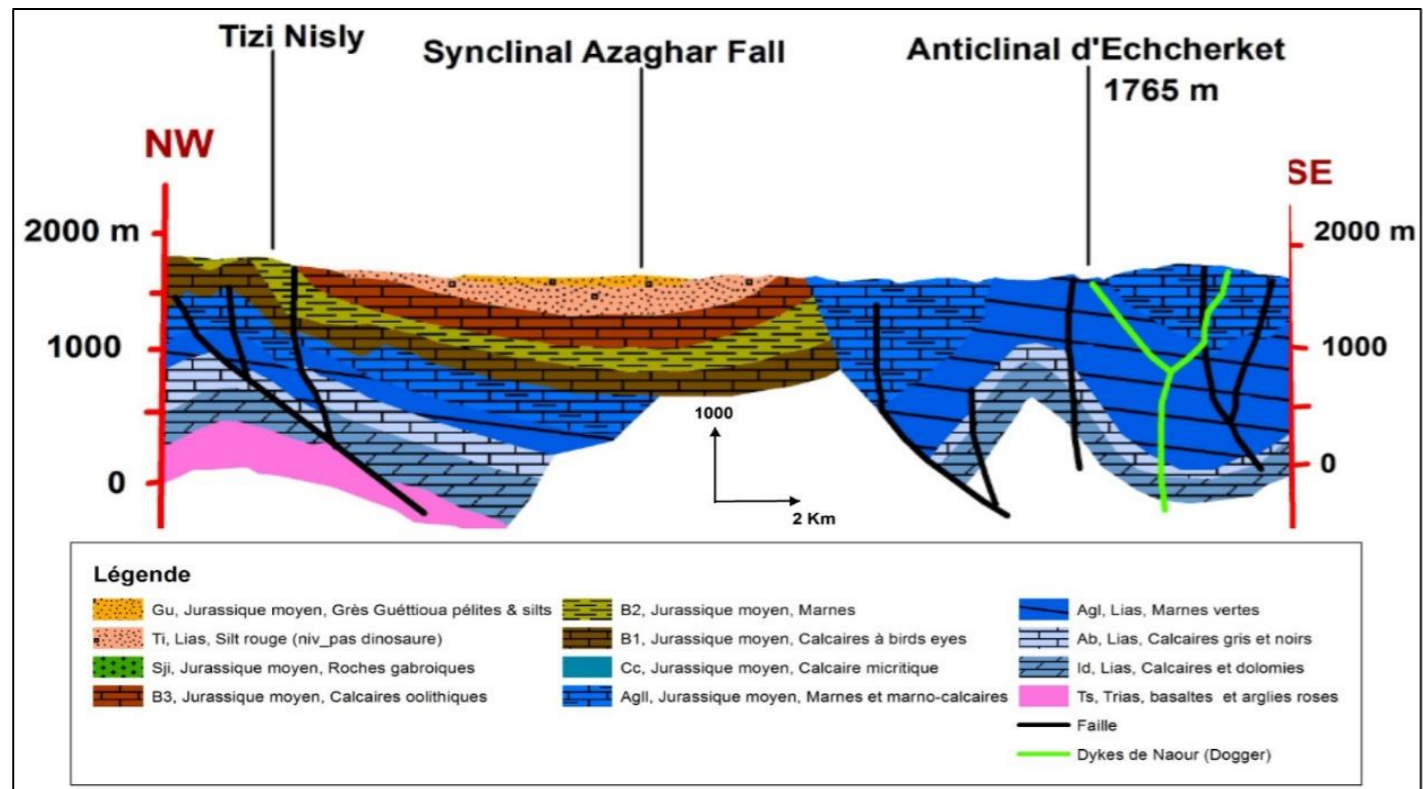 Tizi Nisly
Synclinal Azaghar Fall
Anticlinal d'Echcherket
1765 m
NW
SE
2000 m
1000
0
2000 m
1000
0
1000
2 Km
Légende
Gu, Jurassique moyen, Grès Guéttioua pélites & silts
Ti, Lias, Silt rouge (niv_pas dinosaure)
Sji, Jurassique moyen, Roches gabroiques
B3, Jurassique moyen, Calcaires oolithiques
B2, Jurassique moyen, Marnes
B1, Jurassique moyen, Calcaires à birds eyes
Cc, Jurassique moyen, Calcaire micritique
AgII, Jurassique moyen, Marnes et marno-calcaires
AgI, Lias, Marnes vertes
Ab, Lias, Calcaires gris et noirs
Id, Lias, Calcaires et dolomies
Ts, Trias, basaltes et arglies roses
Faille
Dykes de Naour (Dogger)